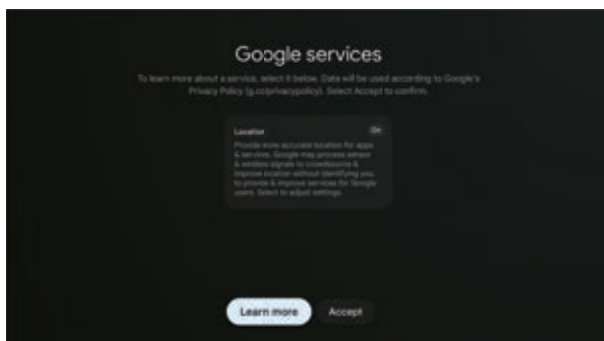 Google services
To learn more about a service, select it below. Data will be used according to Google's
Privacy Policy (g.co/privacypolicy). Select Accept to confirm.
Location
On
Provide more accurate location for apps
& services. Google may process sensor
& wireless signals to crowdsource &
improve location without identifying you,
to provide & improve services for Google
users. Select to adjust settings.
Learn more
Accept